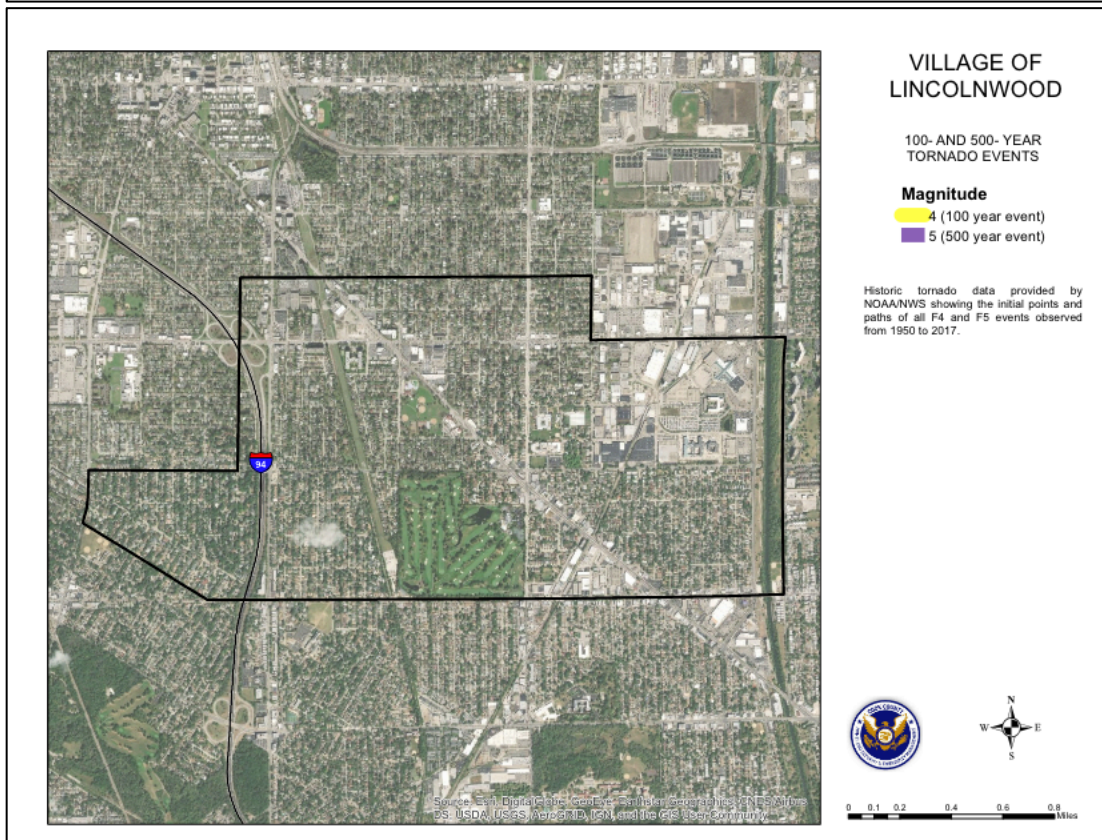 VILLAGE OF
LINCOLNWOOD
100- AND 500- YEAR
TORNADO EVENTS
Magnitude
4 (100 year event)
5 (500 year event)
Historic tornado data provided by
NOAA/NWS showing the initial points and
paths of all F4 and F5 events observed
from 1950 to 2017.
94
Source: Esri, DigitalGlobe, GeoEye, Earthstar Geographics, CNES/Airbus
DS, USDA, USGS, AeroGRID, IGN, and the GIS User Community
COOK COUNTY
N
W E
S
0 0.1 0.2 0.4 0.6 0.8
Miles